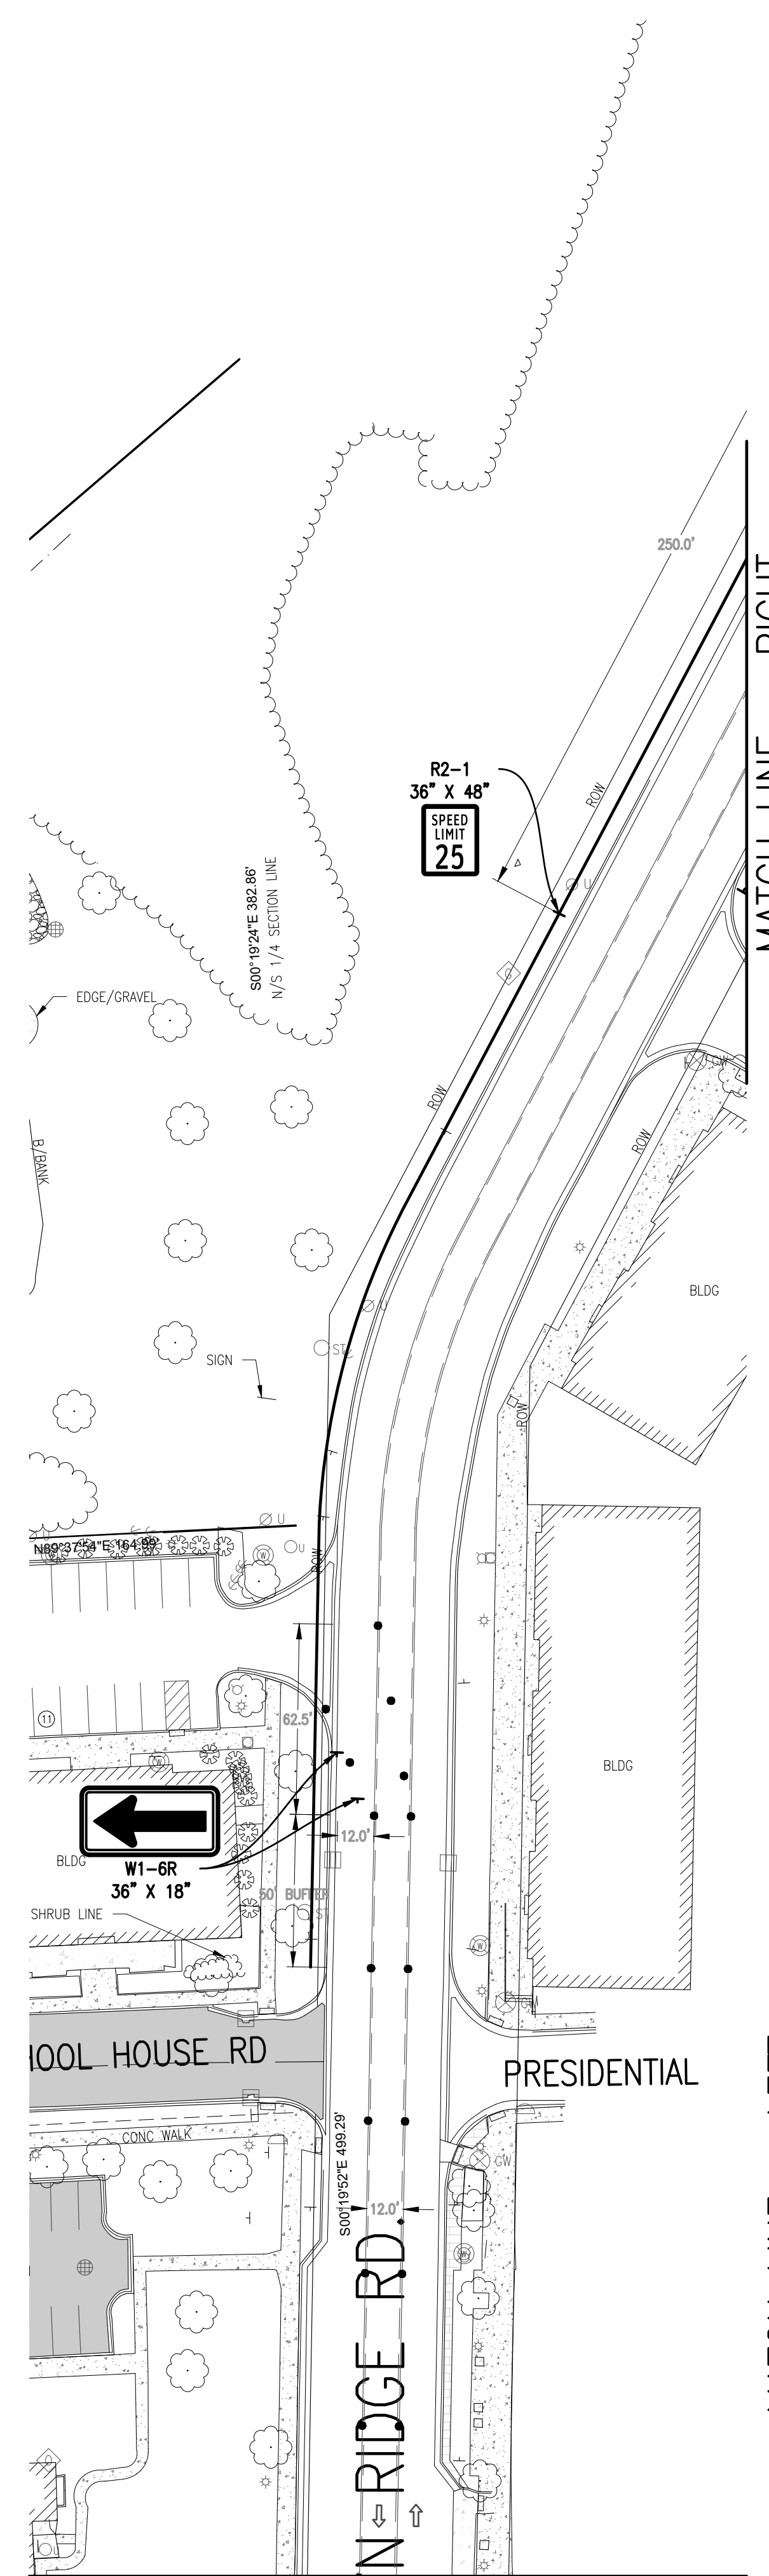 250.0'
R2-1
36" X 48"
SPEED
LIMIT
25
ROW
U
S00°19'24"E 382.86'
N/S 1/4 SECTION LINE
G
EDGE/GRAVEL
ROW
GW
B/BANK
ROW
BLDG
U
ST
SIGN
ROW
U
N89°37'54"E 164.99'
W
U
ROW
11
62.5'
W
BLDG
12.0'
BLDG
W1-6R
36" X 18"
50' BUFFER
SHRUB LINE
ST
W
HOOL HOUSE RD
PRESIDENTIAL
CONC WALK
S00°19'52"E 499.29'
GW
12.0'
W
N RIDGE RD